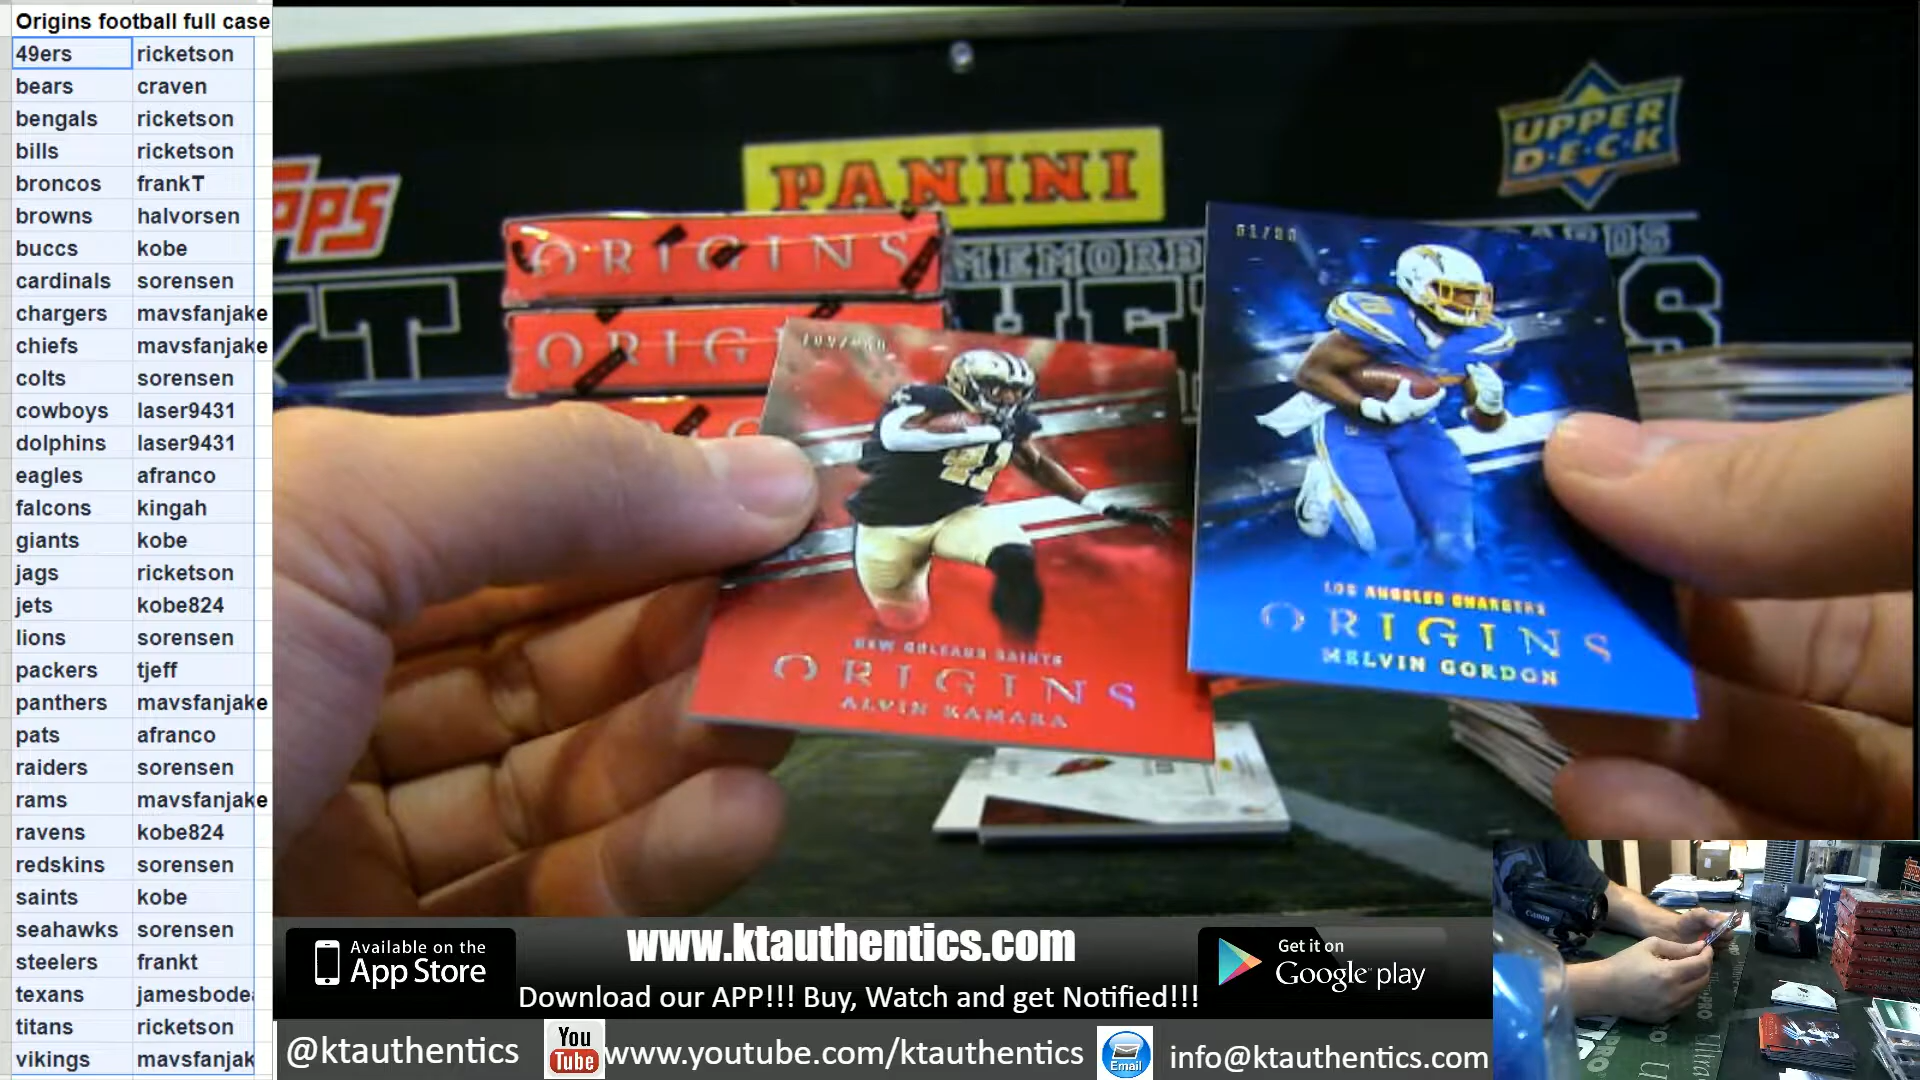 Origins football full case
49ers ricketson
bears craven
bengals ricketson
bills ricketson
broncos frankT
browns halvorsen
buccs kobe
cardinals sorensen
chargers mavsfanjake
chiefs mavsfanjake
colts sorensen
cowboys laser9431
dolphins laser9431
eagles afranco
falcons kingah
giants kobe
jags ricketson
jets kobe824
lions sorensen
packers tjeff
panthers mavsfanjake
pats afranco
raiders sorensen
rams mavsfanjake
ravens kobe824
redskins sorensen
saints kobe
seahawks sorensen
steelers frankt
texans jamesbodea
titans ricketson
vikings mavsfanjak
PANINI
UPPER
D·E·C·K
ORIGINS
MEMORB
ORIG
NEW ORLEANS SAINTS
ORIGINS
ALVIN KAMARA
LOS ANGELES CHARGERS
ORIGINS
MELVIN GORDON
Available on the
App Store
www.ktauthentics.com
Download our APP!!! Buy, Watch and get Notified!!!
Get it on
Google play
@ktauthentics
You
Tube
www.youtube.com/ktauthentics
Email
info@ktauthentics.com